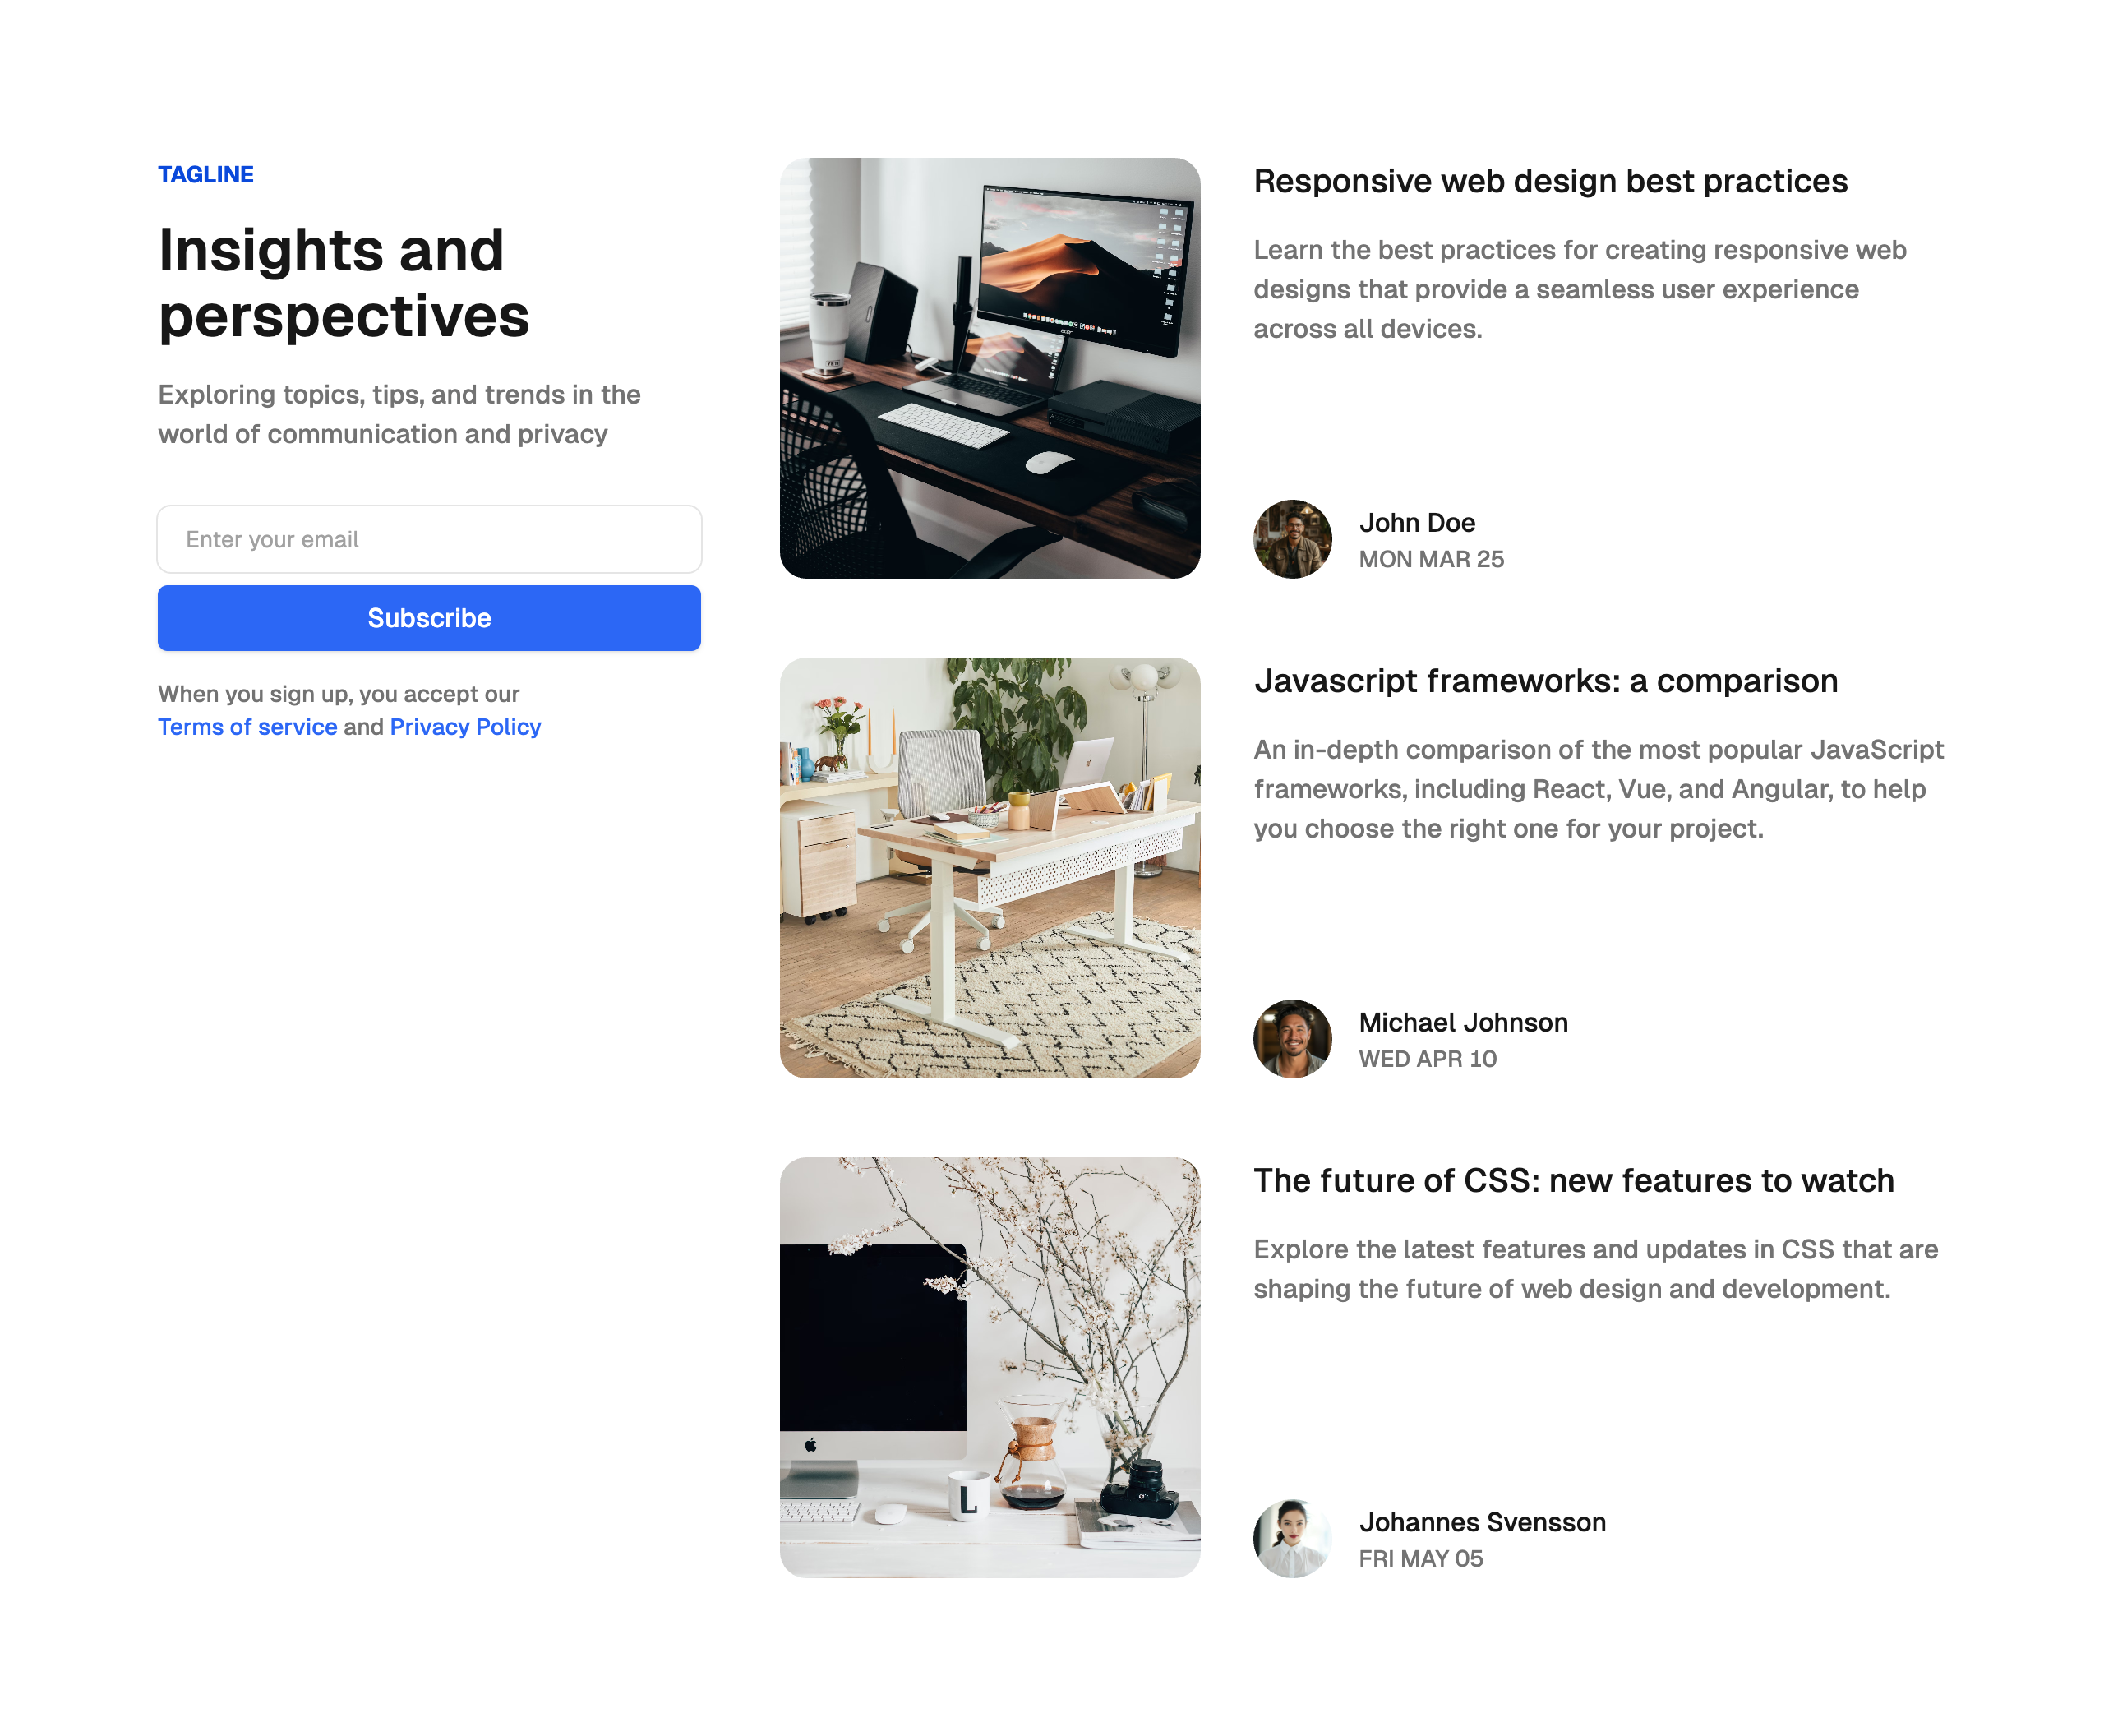 TAGLINE
Insights and
perspectives
Exploring topics, tips, and trends in the
world of communication and privacy
Enter your email
Subscribe
When you sign up, you accept our
Terms of service and Privacy Policy
Responsive web design best practices
Learn the best practices for creating responsive web
designs that provide a seamless user experience
across all devices.
John Doe
MON MAR 25
Javascript frameworks: a comparison
An in-depth comparison of the most popular JavaScript
frameworks, including React, Vue, and Angular, to help
you choose the right one for your project.
Michael Johnson
WED APR 10
L
The future of CSS: new features to watch
Explore the latest features and updates in CSS that are
shaping the future of web design and development.
Johannes Svensson
FRI MAY 05